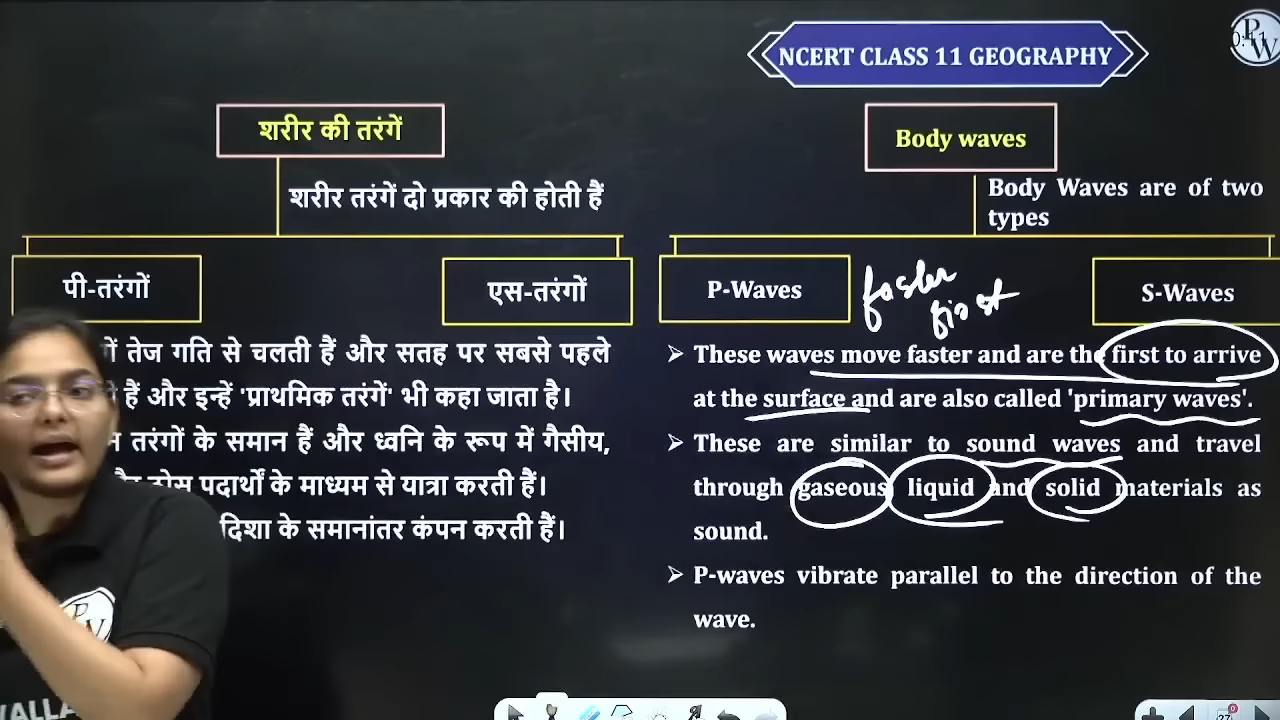 NCERT CLASS 11 GEOGRAPHY
PW
शरीर की तरंगें
शरीर तरंगें दो प्रकार की होती हैं
पी-तरंगों
एस-तरंगों
तेज गति से चलती हैं और सतह पर सबसे पहले
हैं और इन्हें 'प्राथमिक तरंगें' भी कहा जाता है।
तरंगों के समान हैं और ध्वनि के रूप में गैसीय,
ठोस पदार्थों के माध्यम से यात्रा करती हैं।
दिशा के समानांतर कंपन करती हैं।
Body waves
Body Waves are of two
types
P-Waves
faster
first
S-Waves
➢ These waves move faster and are the first to arrive
at the surface and are also called 'primary waves'.
➢ These are similar to sound waves and travel
through gaseous liquid and solid materials as
sound.
➢ P-waves vibrate parallel to the direction of the
wave.
PW
WALLA
27